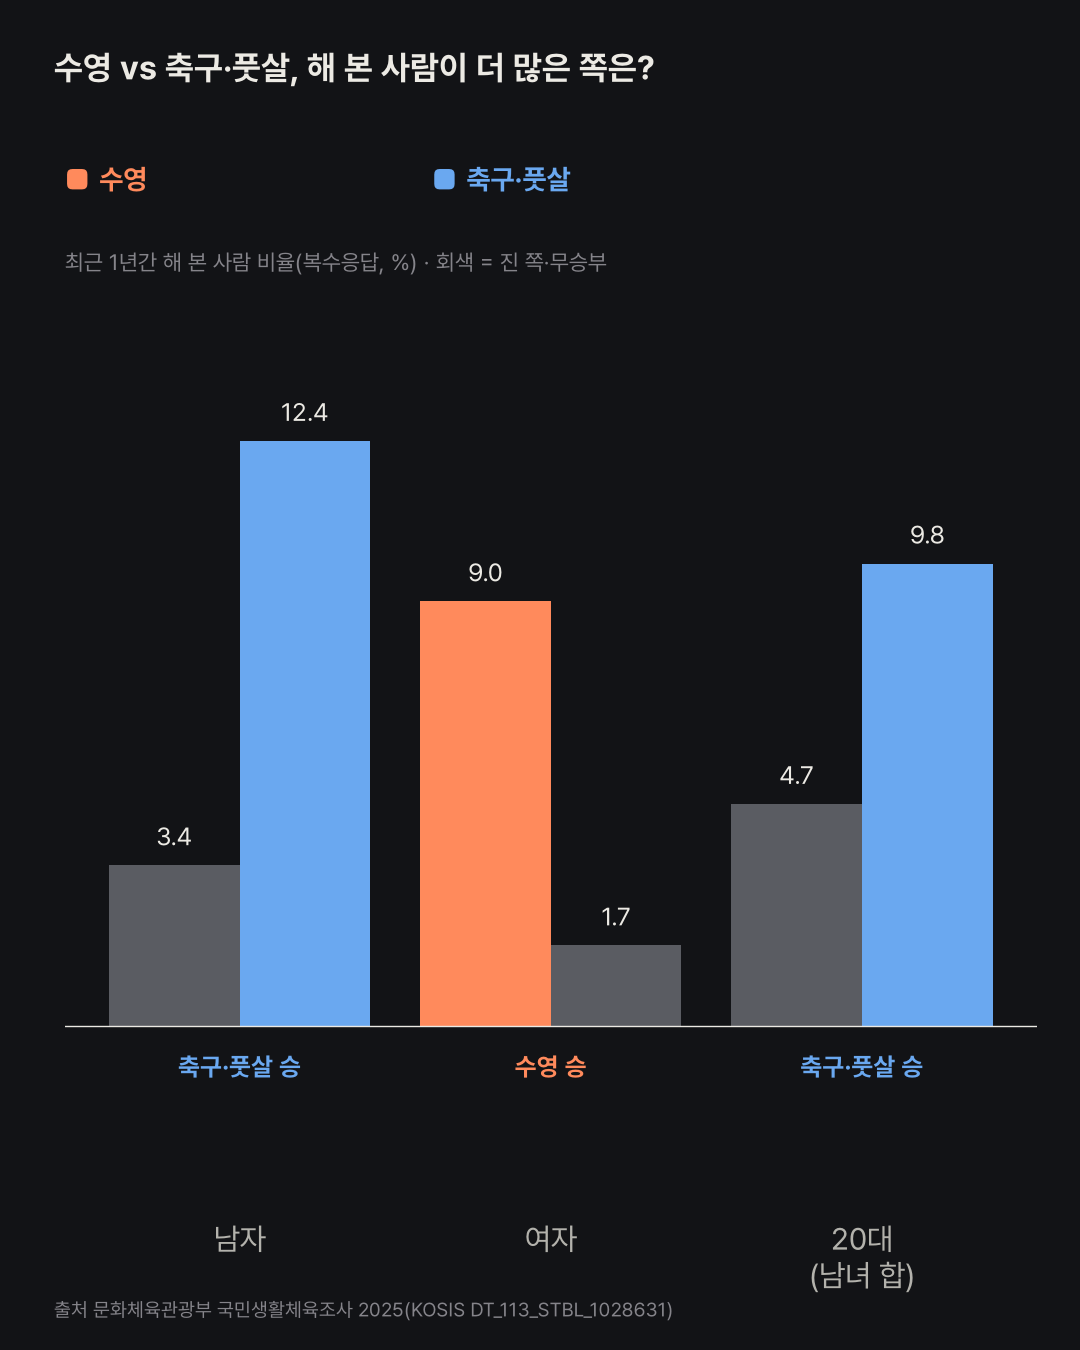 수영 vs 축구·풋살, 해 본 사람이 더 많은 쪽은?
수영
축구·풋살
최근 1년간 해 본 사람 비율(복수응답, %) · 회색 = 진 쪽·무승부
12.4
9.8
9.0
4.7
3.4
1.7
축구·풋살 승
수영 승
축구·풋살 승
남자
여자
20대
(남녀 합)
출처 문화체육관광부 국민생활체육조사 2025(KOSIS DT_113_STBL_1028631)